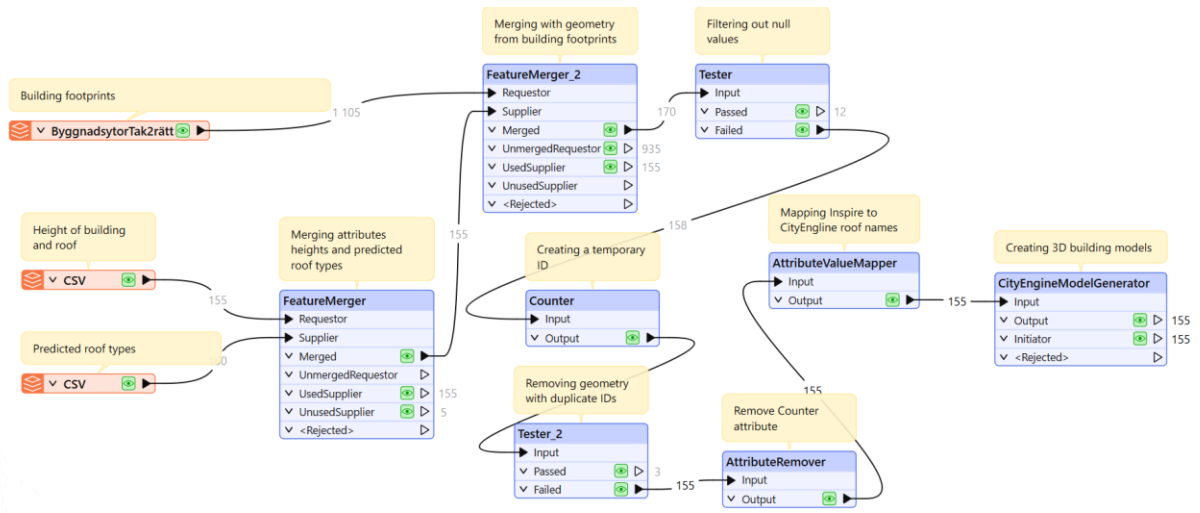 Merging with geometry
from building footprints
Filtering out null
values
Building footprints
ByggnadsytorTak2rätt
1 105
FeatureMerger_2
Requestor
Supplier
Merged
UnmergedRequestor
935
UsedSupplier
155
UnusedSupplier
<Rejected>
170
Tester
Input
Passed
12
Failed
158
Height of building
and roof
CSV
155
Predicted roof types
CSV
Merging attributes
heights and predicted
roof types
FeatureMerger
Requestor
Supplier
Merged
UnmergedRequestor
UsedSupplier
155
UnusedSupplier
5
<Rejected>
155
Creating a temporary
ID
Counter
Input
Output
Removing geometry
with duplicate IDs
Tester_2
Input
Passed
3
Failed
155
Remove Counter
attribute
AttributeRemover
Input
Output
155
Mapping Inspire to
CityEngline roof names
AttributeValueMapper
Input
Output
155
Creating 3D building models
CityEngineModelGenerator
Input
Output
155
Initiator
155
<Rejected>